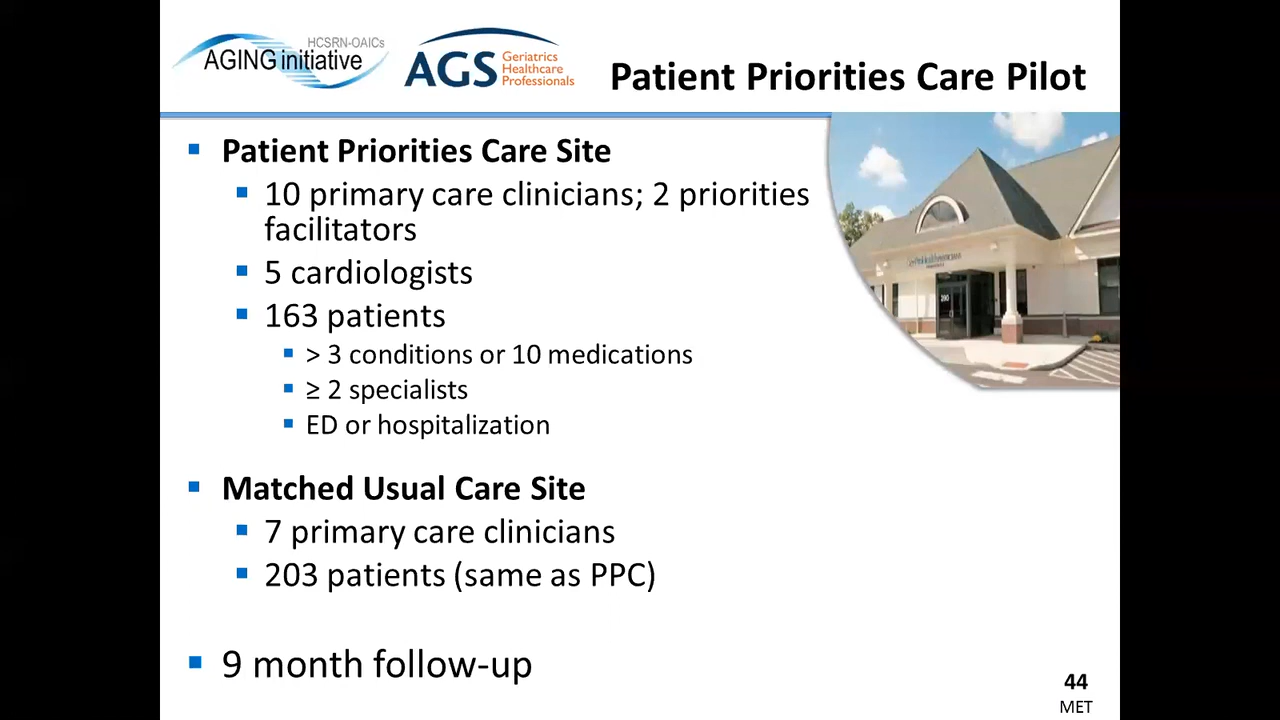 HCSRN-OAICs
AGING initiative
AGS
Geriatrics
Healthcare
Professionals
Patient Priorities Care Pilot
Patient Priorities Care Site
10 primary care clinicians; 2 priorities
facilitators
5 cardiologists
163 patients
> 3 conditions or 10 medications
≥ 2 specialists
ED or hospitalization
Matched Usual Care Site
7 primary care clinicians
203 patients (same as PPC)
9 month follow-up
280
44
MET